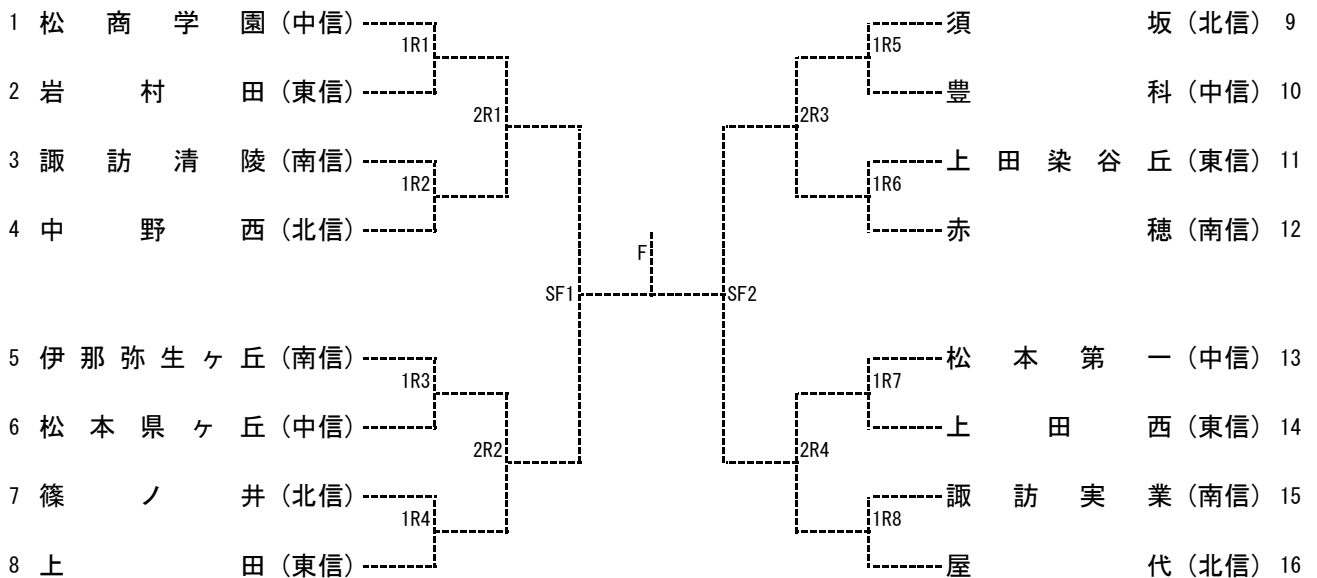 1 松商学園（中信）
1R1
2 岩村田（東信）
2R1
3 諏訪清陵（南信）
1R2
4 中野西（北信）
SF1
5 伊那弥生ヶ丘（南信）
1R3
6 松本県ヶ丘（中信）
2R2
7 篠ノ井（北信）
1R4
8 上田（東信）
F
須坂（北信） 9
1R5
豊科（中信） 10
2R3
上田染谷丘（東信） 11
1R6
赤穂（南信） 12
SF2
松本第一（中信） 13
1R7
上田西（東信） 14
2R4
諏訪実業（南信） 15
1R8
屋代（北信） 16